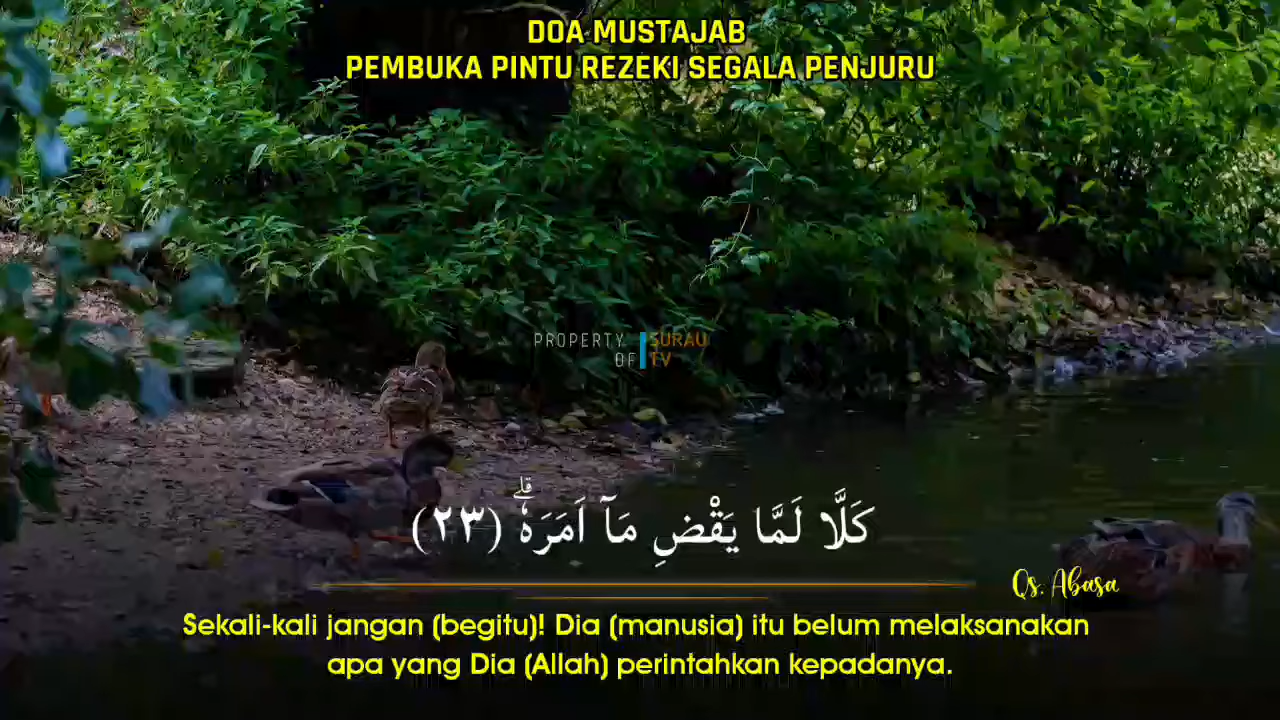 DOA MUSTAJAB
PEMBUKA PINTU REZEKI SEGALA PENJURU
PROPERTY OF SURAU TV
كَلَّا لَمَّا يَقْضِ مَآ اَمَرَهٗۗ (٢٣)
Qs. Abasa
Sekali-kali jangan (begitu)! Dia (manusia) itu belum melaksanakan
apa yang Dia (Allah) perintahkan kepadanya.